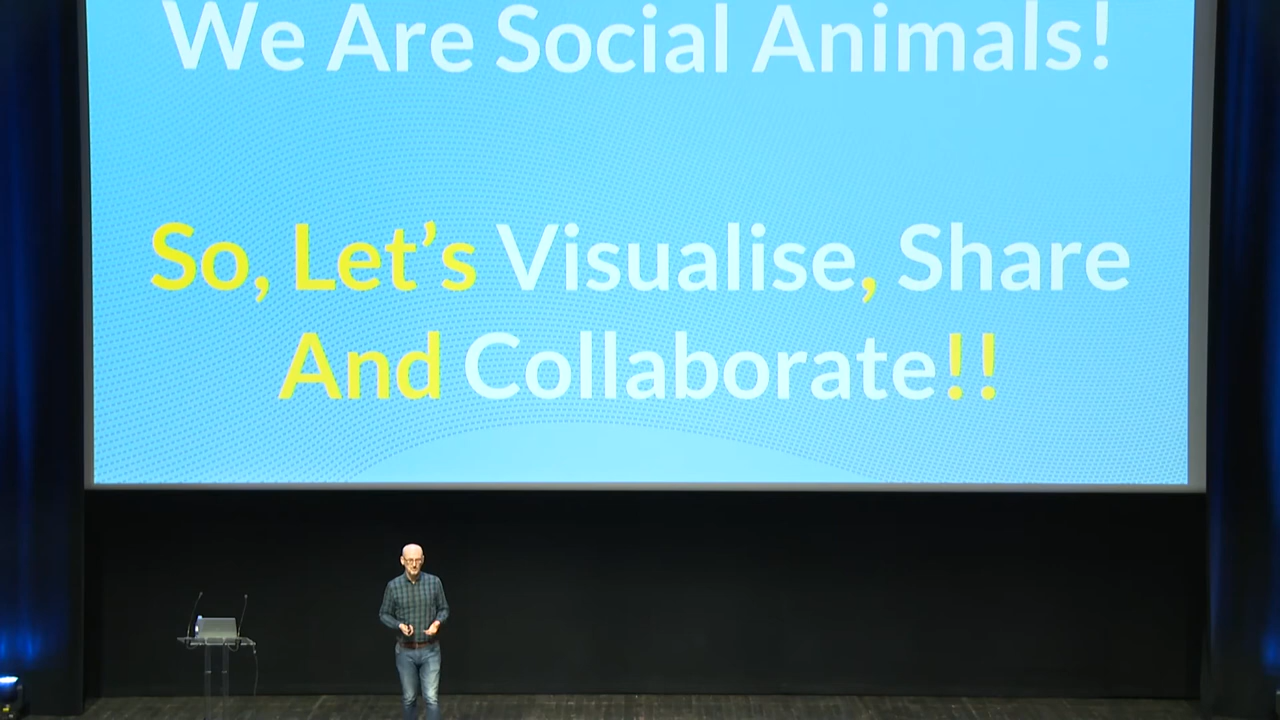 We Are Social Animals!
So, Let’s Visualise, Share
And Collaborate!!